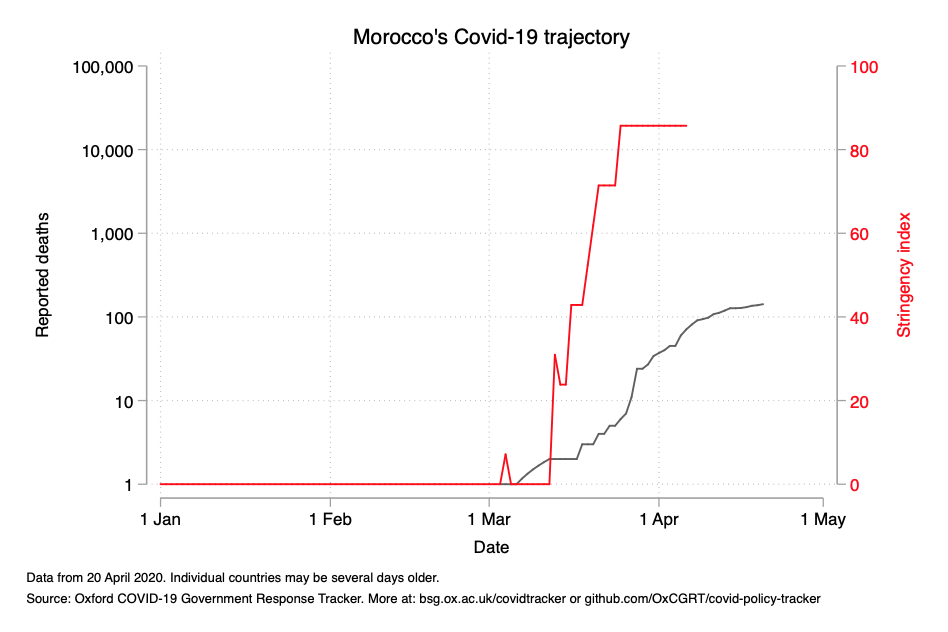 Morocco's Covid-19 trajectory
100,000
10,000
1,000
100
10
1
Reported deaths
100
80
60
40
20
0
Stringency index
1 Jan
1 Feb
1 Mar
1 Apr
1 May
Date
Data from 20 April 2020. Individual countries may be several days older.
Source: Oxford COVID-19 Government Response Tracker. More at: bsg.ox.ac.uk/covidtracker or github.com/OxCGRT/covid-policy-tracker